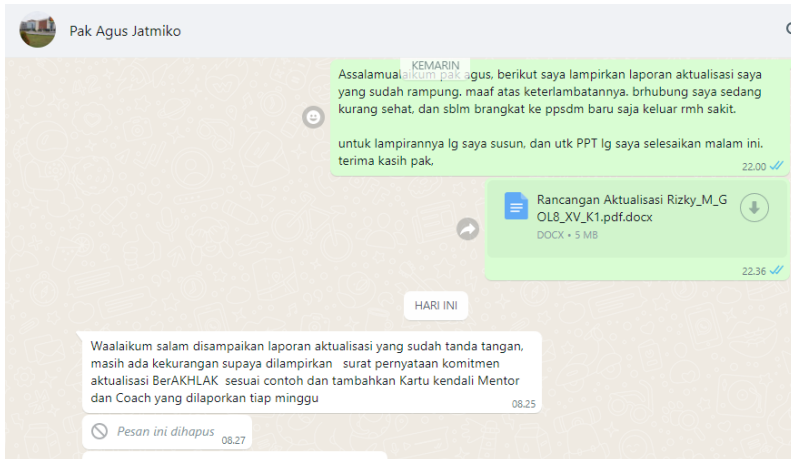 Pak Agus Jatmiko
KEMARIN
Assalamualaikum pak agus, berikut saya lampirkan laporan aktualisasi saya
yang sudah rampung. maaf atas keterlambatannya. brhubung saya sedang
kurang sehat, dan sblm brangkat ke ppsdm baru saja keluar rmh sakit.
untuk lampirannya lg saya susun, dan utk PPT lg saya selesaikan malam ini.
terima kasih pak.
22.00
Rancangan Aktualisasi Rizky_M_G
OL8_XV_K1.pdf.docx
DOCX • 5 MB
22.36
HARI INI
Waalaikum salam disampaikan laporan aktualisasi yang sudah tanda tangan,
masih ada kekurangan supaya dilampirkan surat pernyataan komitmen
aktualisasi BerAKHLAK sesuai contoh dan tambahkan Kartu kendali Mentor
dan Coach yang dilaporkan tiap minggu
08.25
Pesan ini dihapus
08.27